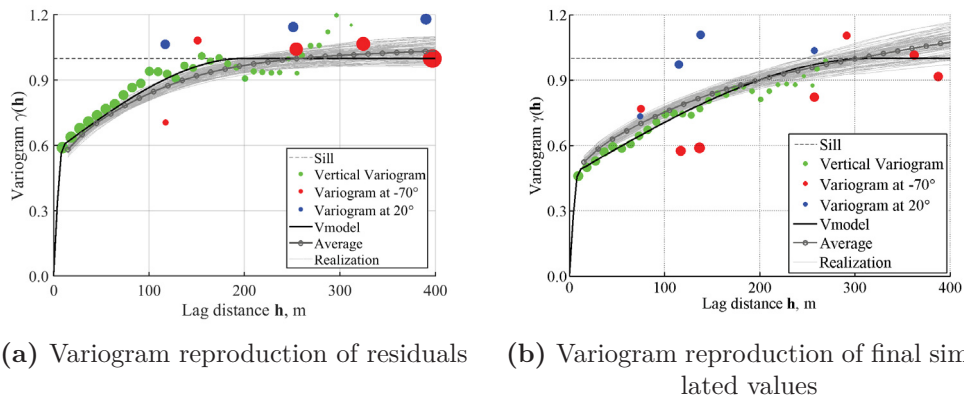 1.2
0.9
0.6
0.3
0.0
Variogram γ(h)
Sill
Vertical Variogram
Variogram at -70°
Variogram at 20°
Vmodel
Average
Realization
0
100
200
300
400
Lag distance h, m
(a) Variogram reproduction of residuals
1.2
0.9
0.6
0.3
0.0
Variogram γ(h)
Sill
Vertical Variogram
Variogram at -70°
Variogram at 20°
Vmodel
Average
Realization
0
100
200
300
400
Lag distance h, m
(b) Variogram reproduction of final sim
lated values